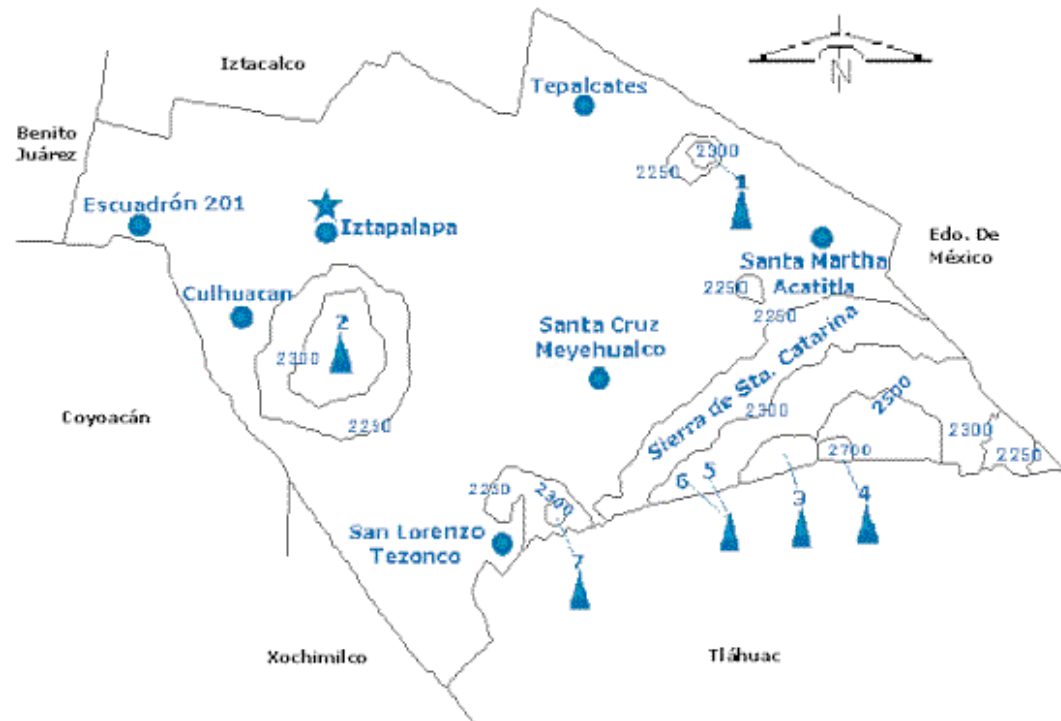 Iztacalco
N
Tepalcates
Benito
Juárez
2300
2250
1
Escuadrón 201
Iztapalapa
Edo. De
México
Santa Martha
Acatitla
2250
Culhuacan
2250
2
Santa Cruz
Meyehualco
2300
Sierra de Sta. Catarina
2300
2500
Coyoacán
2250
2300
2250
2700
6
5
3
4
2250
2300
San Lorenzo
Tezonco
7
Xochimilco
Tláhuac